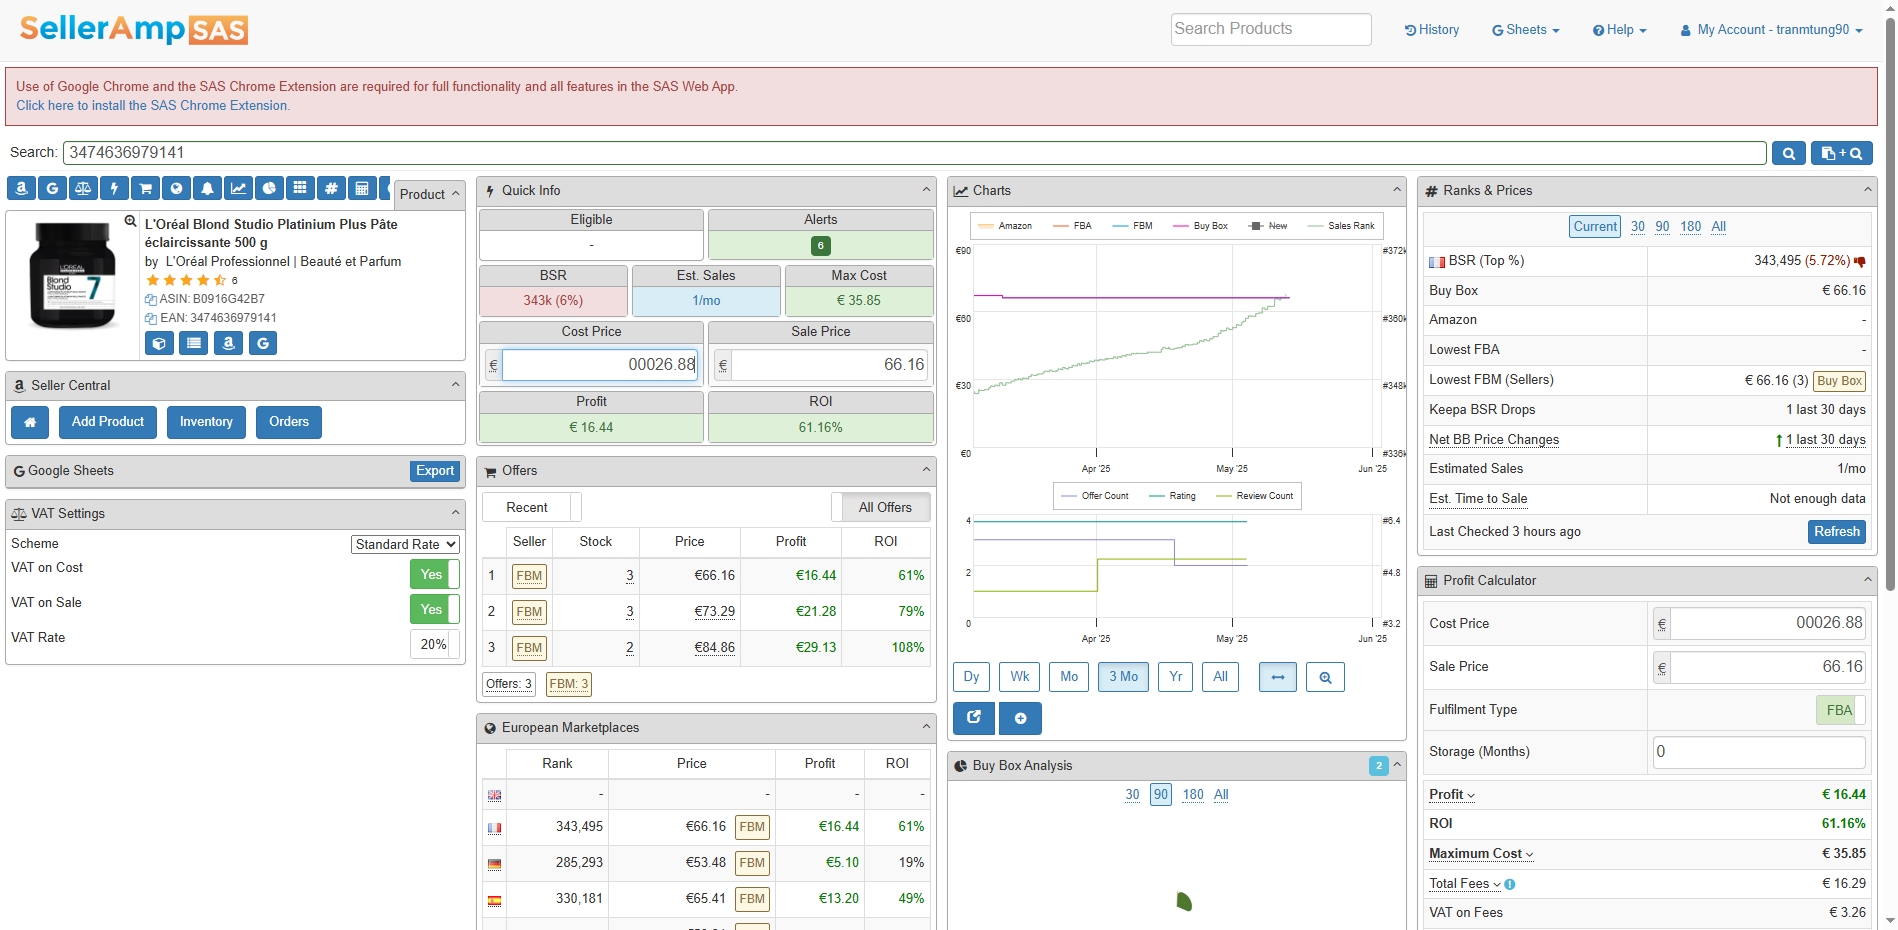 SellerAmp SAS
Search Products
History
Sheets
Help
My Account - tranmtung90
Use of Google Chrome and the SAS Chrome Extension are required for full functionality and all features in the SAS Web App.
Click here to install the SAS Chrome Extension.
Search: 3474636979141
Product
L'ORÉAL
Blond Studio 7
L'Oréal Blond Studio Platinium Plus Pâte
éclaircissante 500 g
by L'Oréal Professionnel | Beauté et Parfum
6
ASIN: B0916G42B7
EAN: 3474636979141
Seller Central
Add Product Inventory Orders
Google Sheets Export
VAT Settings
Scheme Standard Rate
VAT on Cost Yes
VAT on Sale Yes
VAT Rate 20%
Quick Info
Eligible Alerts
- 6
BSR Est. Sales Max Cost
343k (6%) 1/mo € 35.85
Cost Price Sale Price
€ 00026.88 € 66.16
Profit ROI
€ 16.44 61.16%
Offers
Recent All Offers
Seller Stock Price Profit ROI
1 FBM 3 €66.16 €16.44 61%
2 FBM 3 €73.29 €21.28 79%
3 FBM 2 €84.86 €29.13 108%
Offers: 3 FBM: 3
European Marketplaces
Rank Price Profit ROI
- - - -
343,495 €66.16 FBM €16.44 61%
285,293 €53.48 FBM €5.10 19%
330,181 €65.41 FBM €13.20 49%
Charts
Amazon FBA FBM Buy Box New Sales Rank
€90 #372k
€60 #360k
€30 #348k
€0 #336k
Apr '25 May '25 Jun '25
Offer Count Rating Review Count
4 #6.4
2 #4.8
0 #3.2
Apr '25 May '25 Jun '25
Dy Wk Mo 3 Mo Yr All
Buy Box Analysis 2
30 90 180 All
Ranks & Prices
Current 30 90 180 All
BSR (Top %) 343,495 (5.72%)
Buy Box € 66.16
Amazon -
Lowest FBA -
Lowest FBM (Sellers) € 66.16 (3) Buy Box
Keepa BSR Drops 1 last 30 days
Net BB Price Changes 1 last 30 days
Estimated Sales 1/mo
Est. Time to Sale Not enough data
Last Checked 3 hours ago Refresh
Profit Calculator
Cost Price € 00026.88
Sale Price € 66.16
Fulfilment Type FBA
Storage (Months) 0
Profit € 16.44
ROI 61.16%
Maximum Cost € 35.85
Total Fees € 16.29
VAT on Fees € 3.26